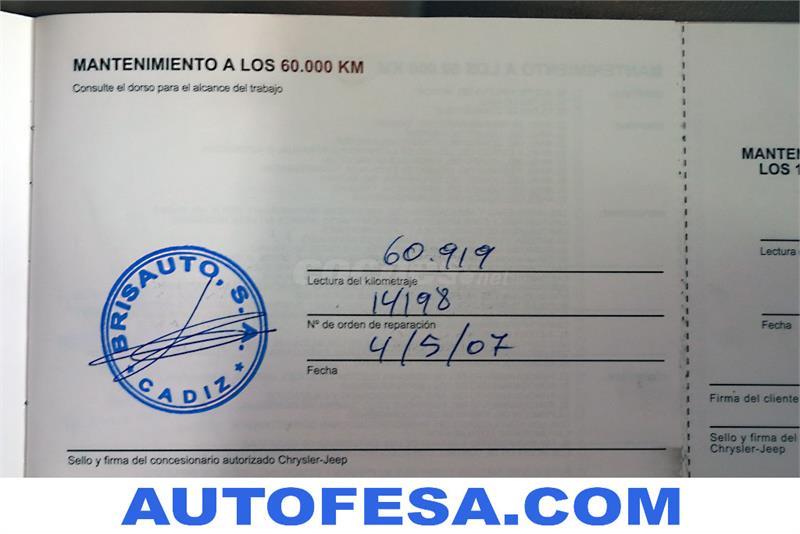 MANTENIMIENTO A LOS 60.000 KM
Consulte el dorso para el alcance del trabajo
60.919
Lectura del kilometraje
14198
Nº de orden de reparación
4/5/07
Fecha
BRISAUTO, S.A.
* CADIZ *
Sello y firma del concesionario autorizado Chrysler-Jeep
LOS
Lectura
Fecha
Firma del cliente
Sello y firma del
Chrysler-Jeep
AUTOFESA.COM